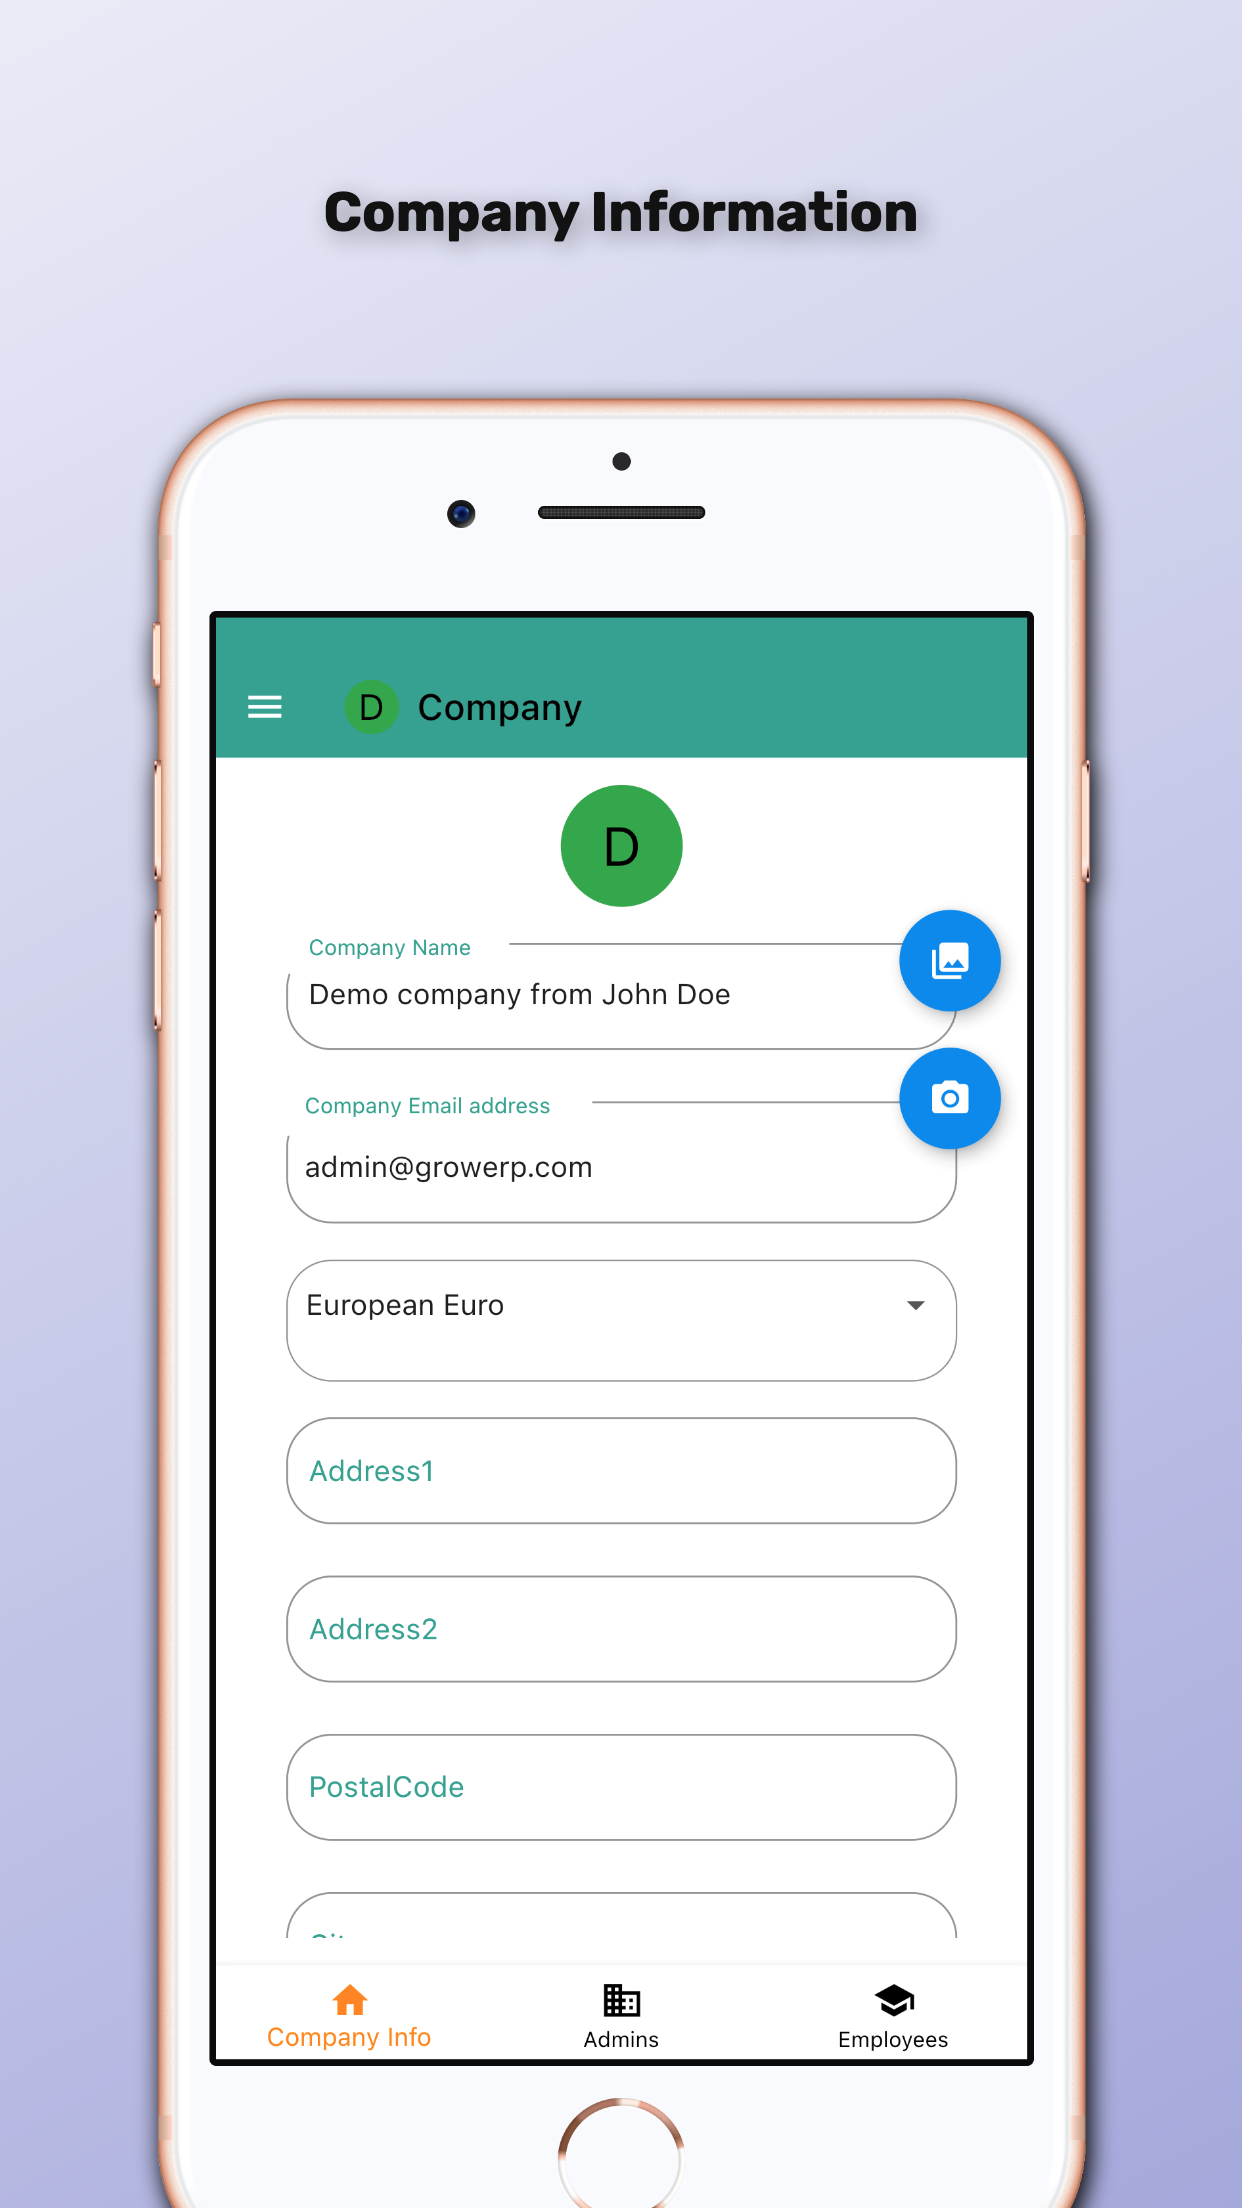 Company Information
D Company
D
Company Name
Demo company from John Doe
Company Email address
admin@growerp.com
European Euro
Address1
Address2
PostalCode
Company Info
Admins
Employees